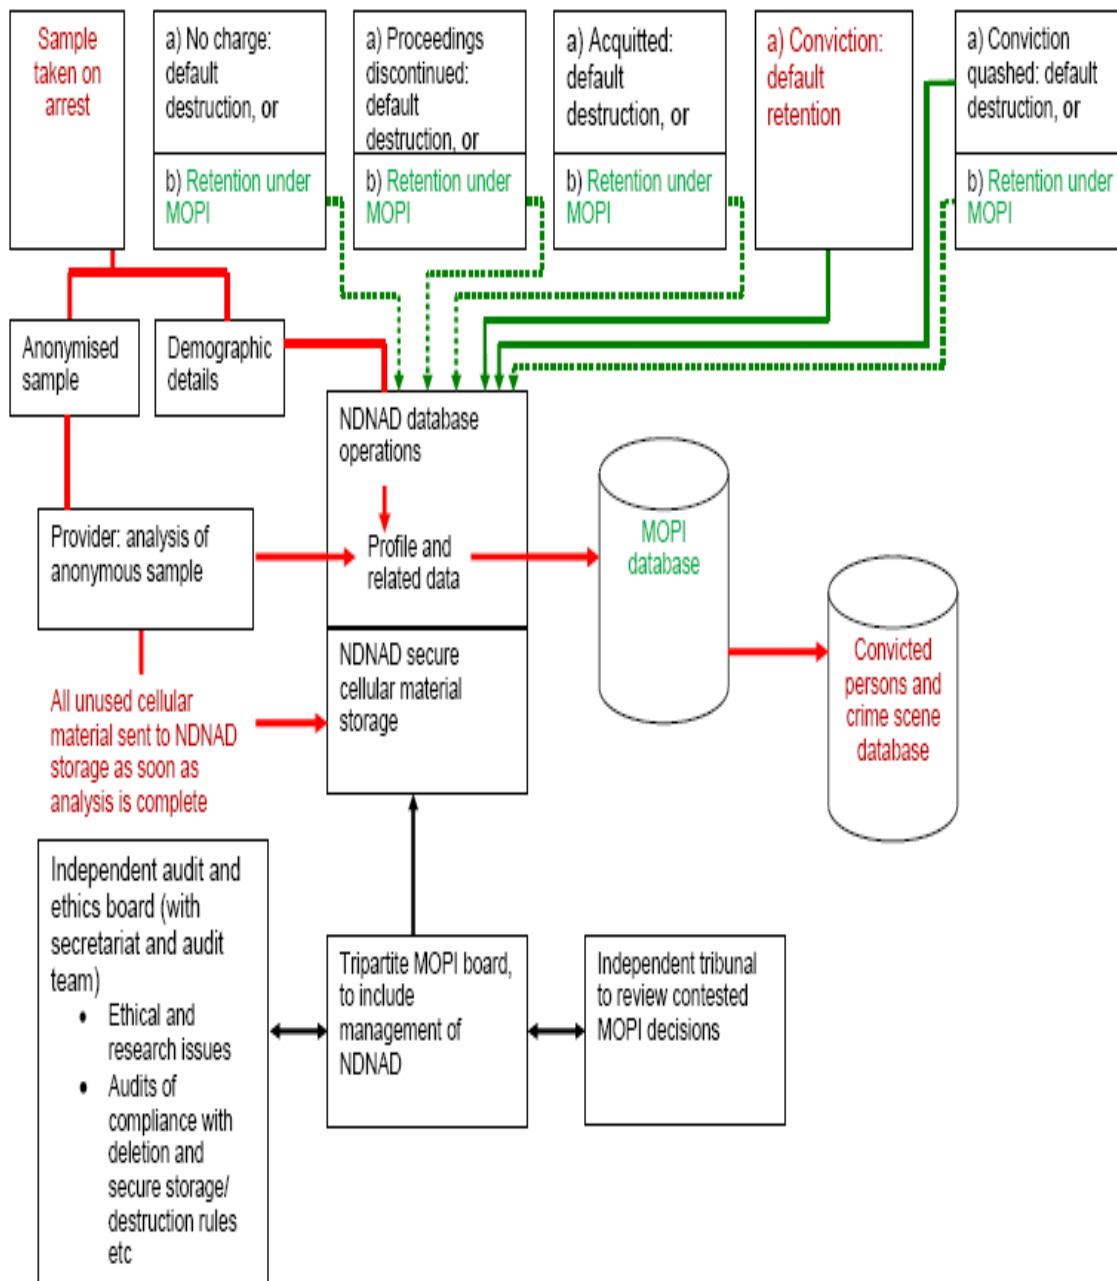 Sample
taken on
arrest
a) No charge:
default
destruction, or
b) Retention under
MOPI
a) Proceedings
discontinued:
default
destruction, or
b) Retention under
MOPI
a) Acquitted:
default
destruction, or
b) Retention under
MOPI
a) Conviction:
default
retention
a) Conviction
quashed: default
destruction, or
b) Retention under
MOPI
Anonymised
sample
Demographic
details
NDNAD database
operations
Profile and
related data
Provider: analysis of
anonymous sample
MOPI
database
Convicted
persons and
crime scene
database
NDNAD secure
cellular material
storage
All unused cellular
material sent to NDNAD
storage as soon as
analysis is complete
Independent audit and
ethics board (with
secretariat and audit
team)
• Ethical and
research issues
• Audits of
compliance with
deletion and
secure storage/
destruction rules
etc
Tripartite MOPI board,
to include
management of
NDNAD
Independent tribunal
to review contested
MOPI decisions